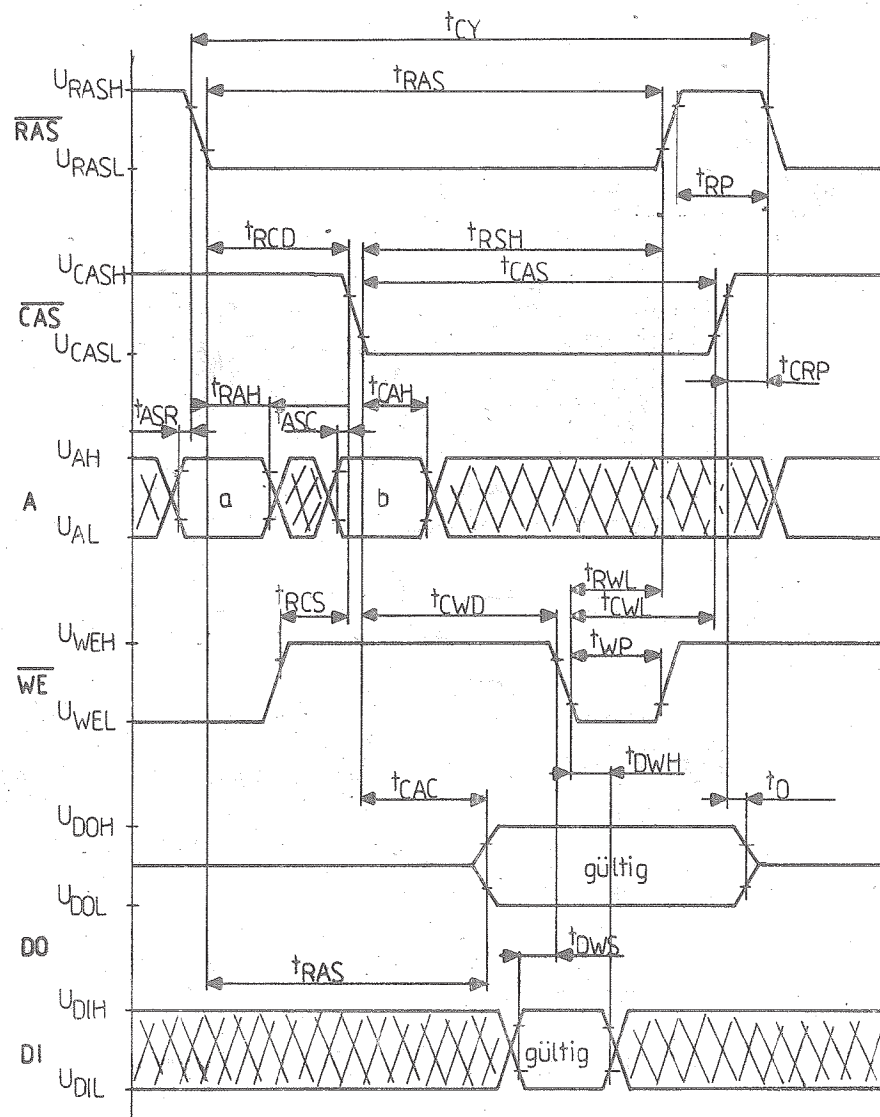 tCY
URASH
tRAS
RAS
URASL
tRP
tRCD
tRSH
UCASH
tCAS
CAS
UCASL
tCRP
tRAH
tCAH
tASR
tASC
UAH
A
a
b
UAL
tRWL
tRCS
tCWD
tCWL
UWEH
tWP
WE
UWEL
tDWH
tCAC
tO
UDOH
gültig
UDOL
DO
tDWS
tRAS
UDIH
DI
gültig
UDIL